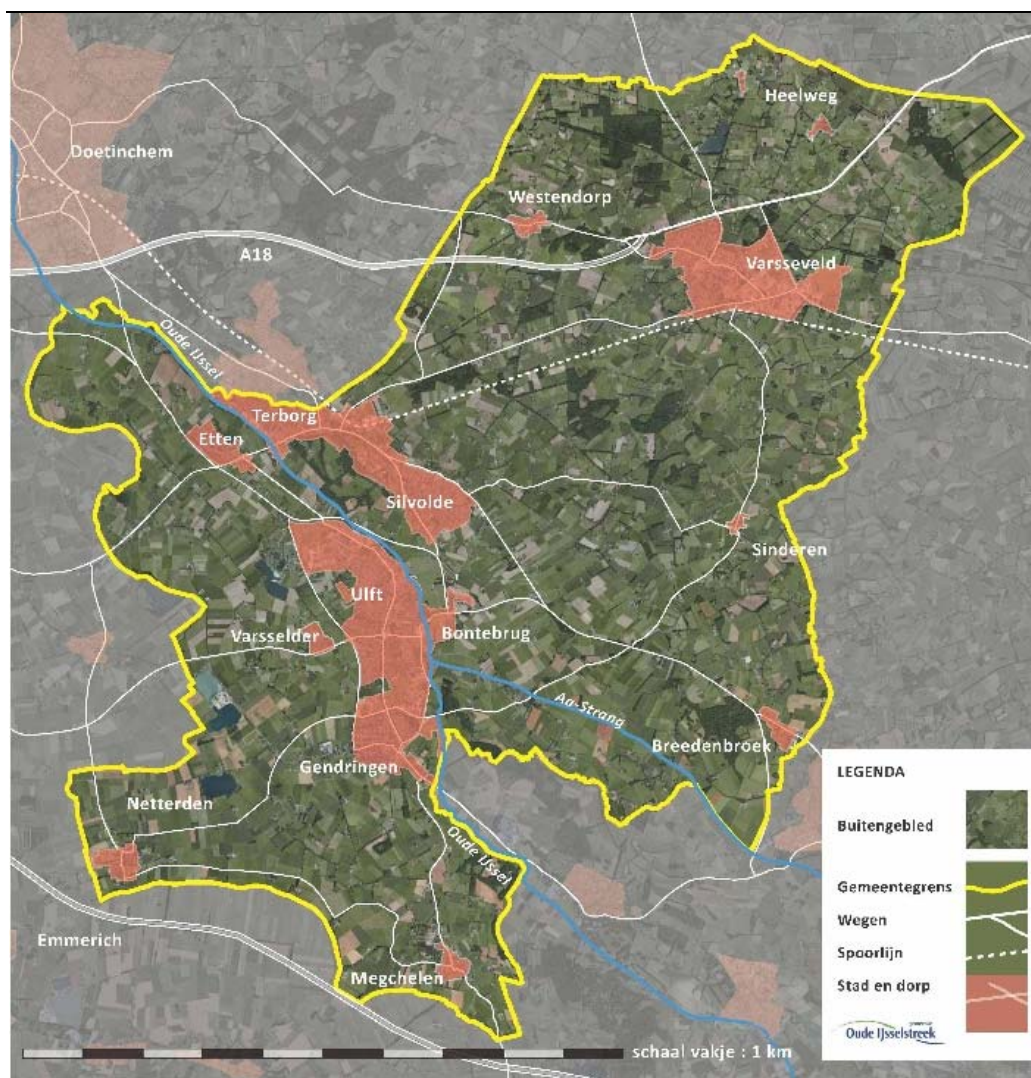 Heelweg
Doetinchem
Westendorp
A18
Varsseveld
Oude IJssel
Terborg
Etten
Silvolde
Sinderen
Ulft
Varsselder
Bontebrug
Aa-Strang
Breedenbroek
Gendringen
Netterden
Oude IJssel
Emmerich
Megchelen
LEGENDA
Buitengebied
Gemeentegrens
Wegen
Spoorlijn
Stad en dorp
Oude IJsselstreek
schaal vakje : 1 km